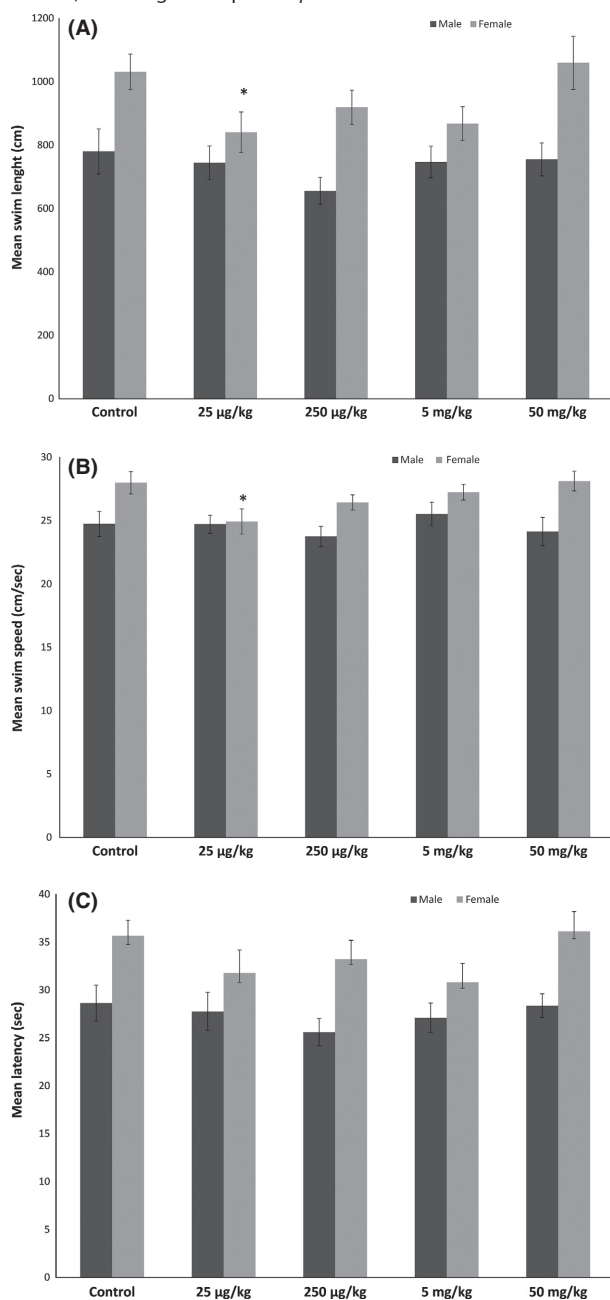 (A)
Male Female
1200
1000
800
600
400
200
0
Mean swim lenght (cm)
*
Control 25 µg/kg 250 µg/kg 5 mg/kg 50 mg/kg
(B)
Male Female
30
25
20
15
10
5
0
Mean swim speed (cm/sec)
*
Control 25 µg/kg 250 µg/kg 5 mg/kg 50 mg/kg
(C)
Male Female
40
35
30
25
20
15
10
5
0
Mean latency (sec)
Control 25 µg/kg 250 µg/kg 5 mg/kg 50 mg/kg